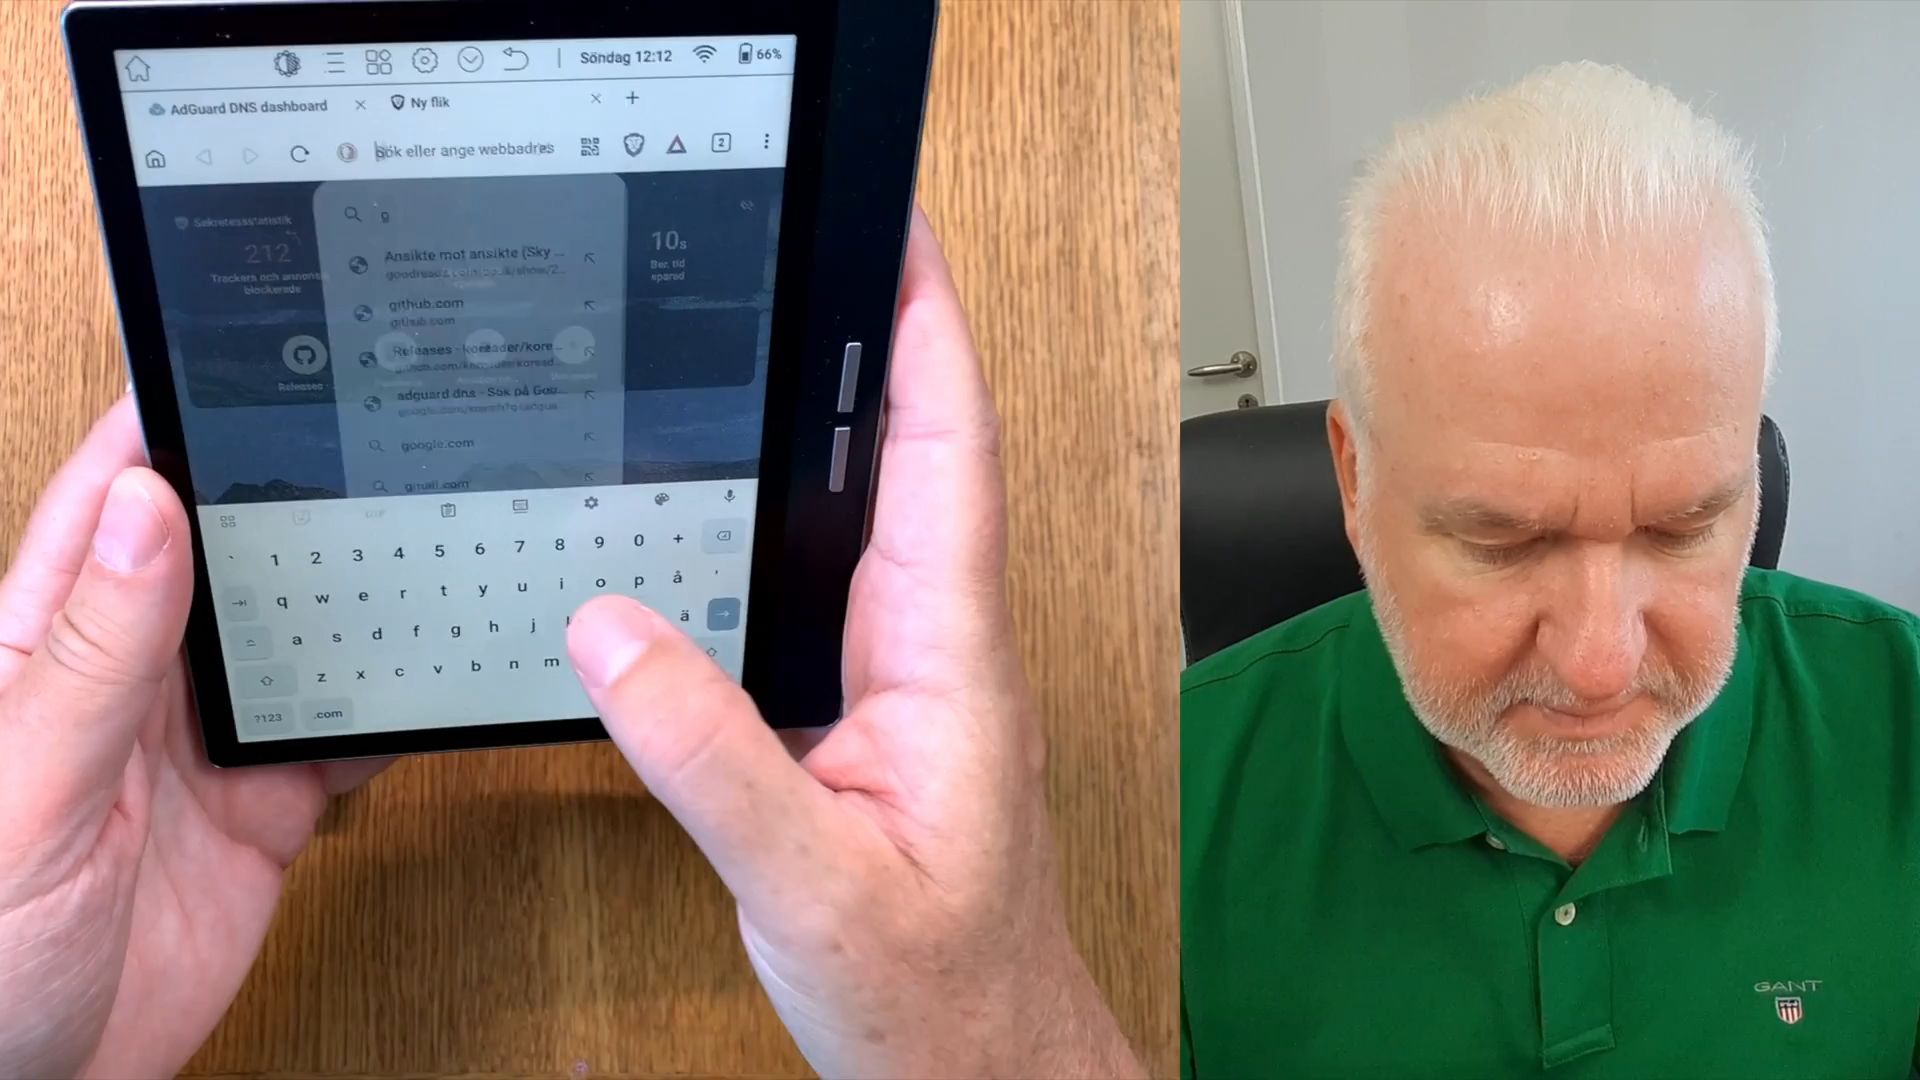 Söndag 12:12
66%
AdGuard DNS dashboard
Ny flik
Sök eller ange webbadres
2
Sekretessstatistik
212
Trackers och annons
blockerade
10s
Ber. tid
sparad
g
Ansikte mot ansikte (Sky ...
github.com
github.com
Releases · koreader/kore...
Releases
adguard dns - Sök på Goo...
google.com
gmail.com
` 1 2 3 4 5 6 7 8 9 0 +
q w e r t y u i o p å '
a s d f g h j ä
z x c v b n m
?123 .com
GANT